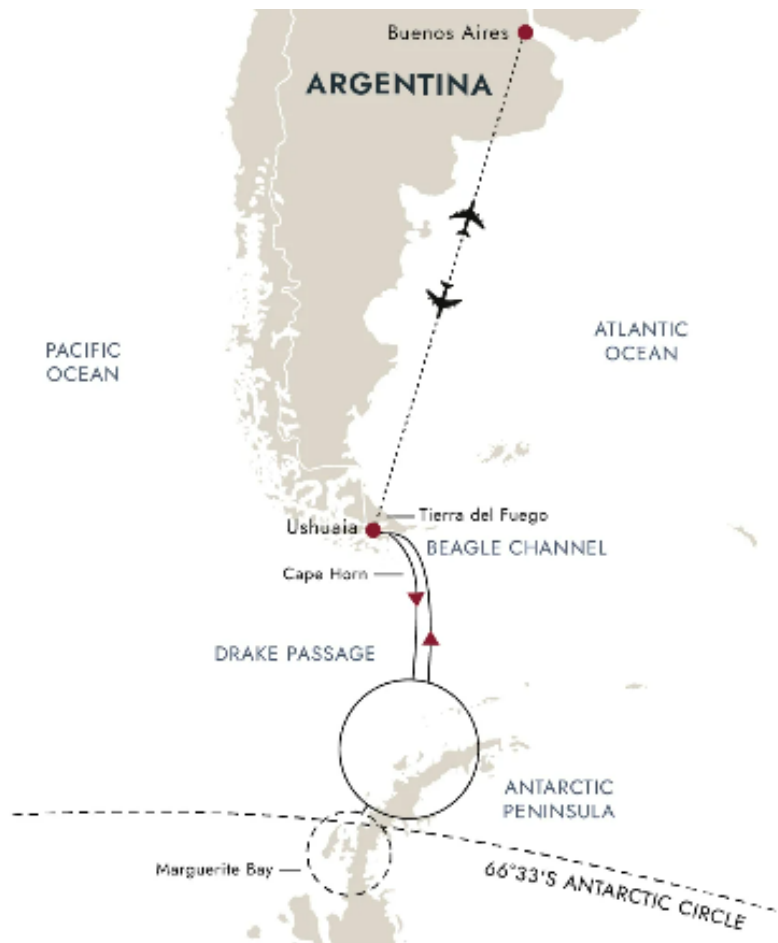 Buenos Aires
ARGENTINA
PACIFIC
OCEAN
ATLANTIC
OCEAN
Tierra del Fuego
Ushuaia
BEAGLE CHANNEL
Cape Horn
DRAKE PASSAGE
ANTARCTIC
PENINSULA
Marguerite Bay
66°33'S ANTARCTIC CIRCLE